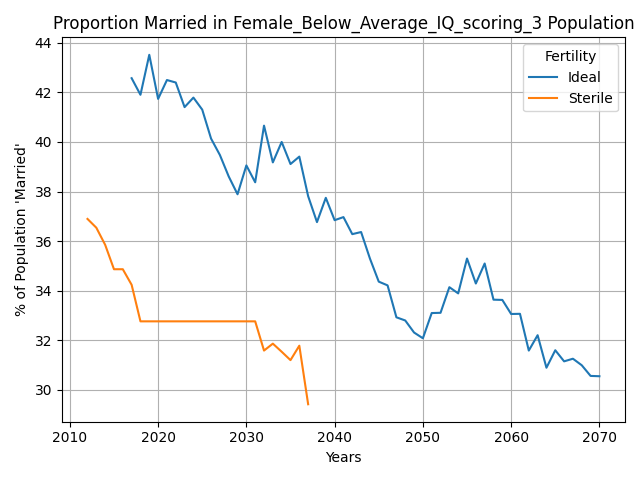 Proportion Married in Female_Below_Average_IQ_scoring_3 Population
Fertility
Ideal
Sterile
% of Population 'Married'
44
42
40
38
36
34
32
30
2010 2020 2030 2040 2050 2060 2070
Years